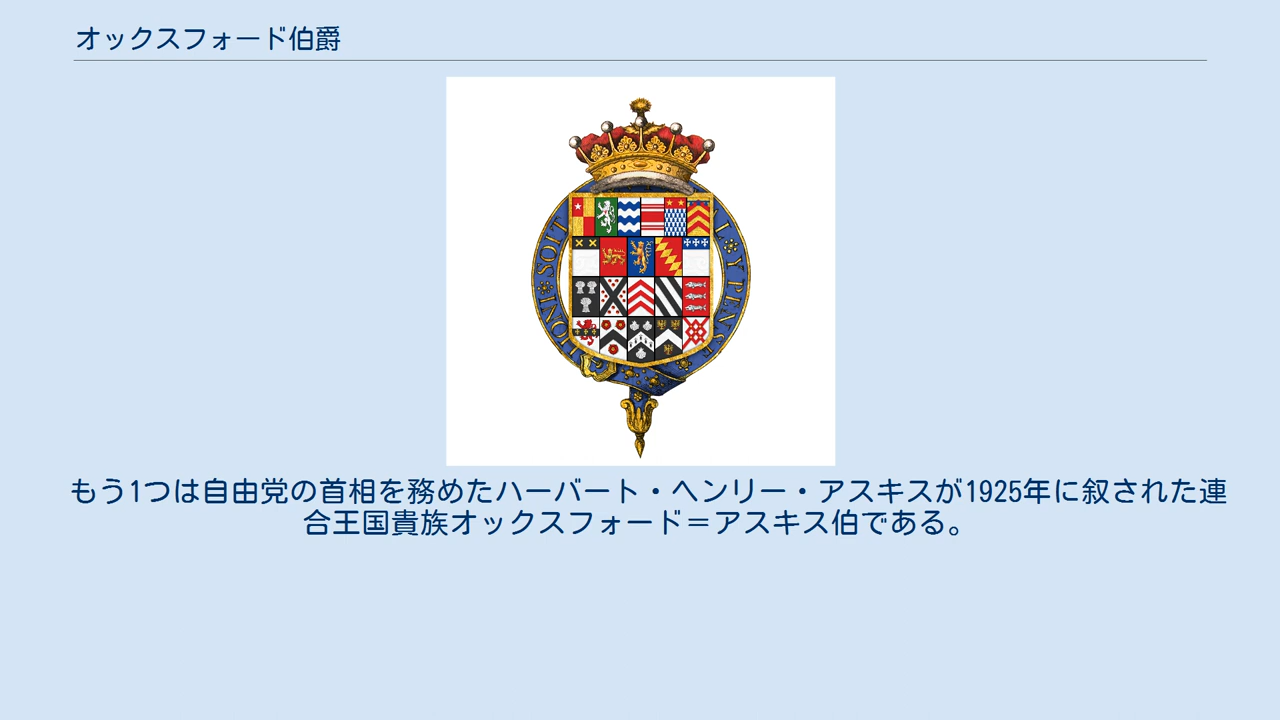 オックスフォード伯爵
IONI·SOIT
Y·PENSE
もう1つは自由党の首相を務めたハーバート・ヘンリー・アスキスが1925年に叙された連
合王国貴族オックスフォード＝アスキス伯である。